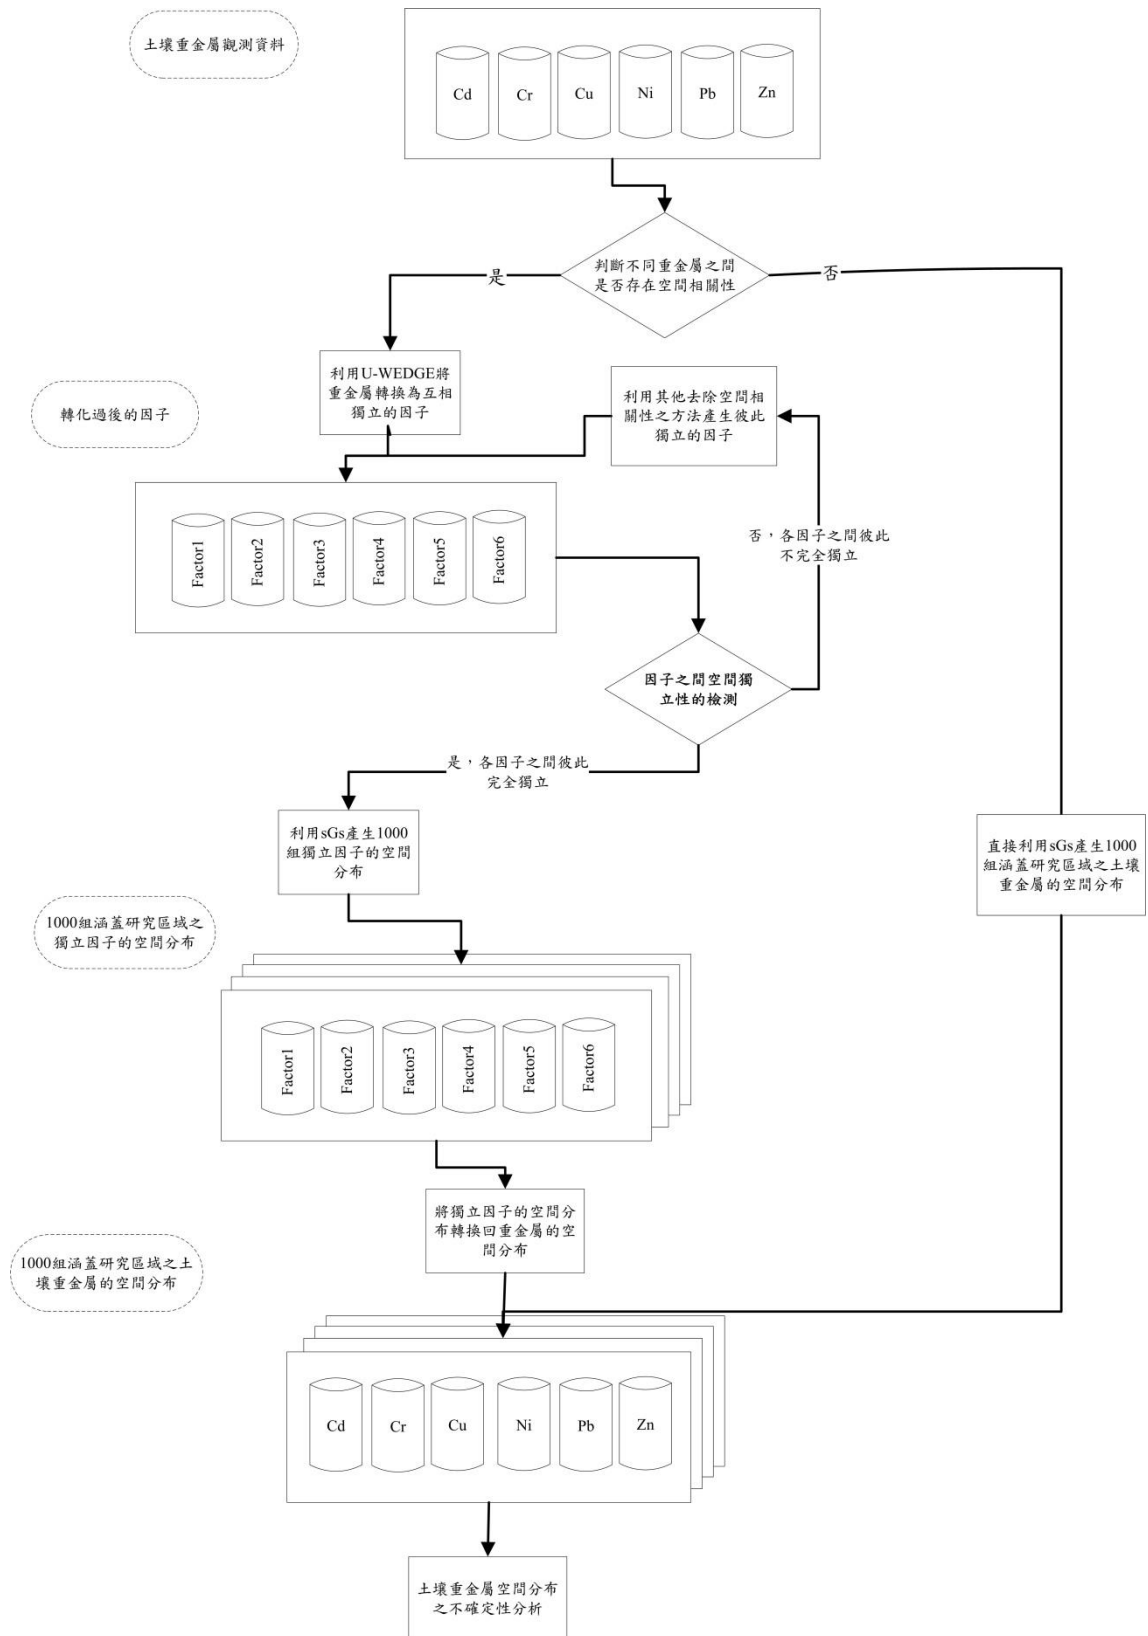 土壤重金屬觀測資料
Cd
Cr
Cu
Ni
Pb
Zn
判斷不同重金屬之間
是否存在空間相關性
是
否
利用U-WEDGE將
重金屬轉換為互相
獨立的因子
利用其他去除空間相
關性之方法產生彼此
獨立的因子
轉化過後的因子
Factor1
Factor2
Factor3
Factor4
Factor5
Factor6
否，各因子之間彼此
不完全獨立
因子之間空間獨
立性的檢測
是，各因子之間彼此
完全獨立
利用sGs產生1000
組獨立因子的空間
分布
直接利用sGs產生1000
組涵蓋研究區域之土壤
重金屬的空間分布
1000組涵蓋研究區域之
獨立因子的空間分布
Factor1
Factor2
Factor3
Factor4
Factor5
Factor6
將獨立因子的空間分
布轉換回重金屬的空
間分布
1000組涵蓋研究區域之土
壤重金屬的空間分布
Cd
Cr
Cu
Ni
Pb
Zn
土壤重金屬空間分布
之不確定性分析